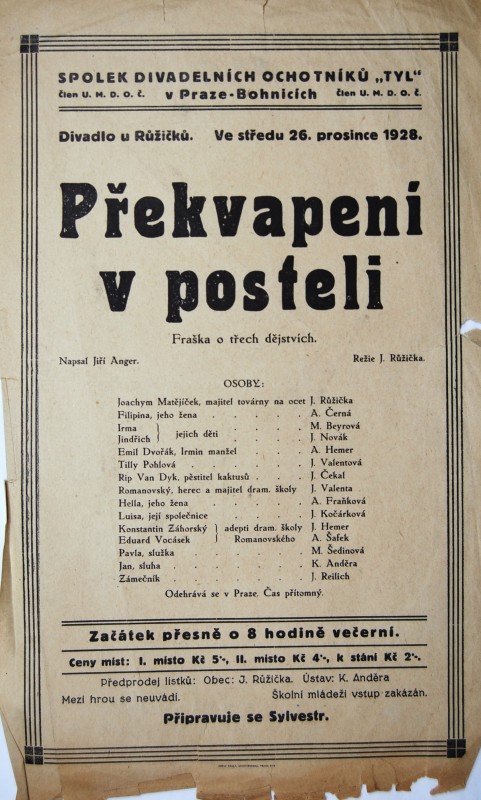 SPOLEK DIVADELNÍCH OCHOTNÍKŮ „TYL“
Člen U. M. D. O. Č. v Praze-Bohnicích Člen U. M. D. O. Č.
Divadlo u Růžičků. Ve středu 26. prosince 1928.
Překvapení
v posteli
Fraška o třech dějstvích.
Napsal Jiří Anger. Režie J. Růžička.
OSOBY:
Joachym Matějíček, majitel továrny na ocet J. Růžička
Filipina, jeho žena . . . . . A. Černá
Irma } jejich děti . . . . M. Beyrová
Jindřich } J. Novák
Emil Dvořák, Irmin manžel . . . . A. Hemer
Tilly Pohlová . . . . . . J. Valentová
Rip Van Dyk, pěstitel kaktusů . . . J. Čekal
Romanovský, herec a majitel dram. školy J. Valenta
Hella, jeho žena . . . . . A. Fraňková
Luisa, její společnice . . . . J. Kočárková
Konstantin Záhorský } adepti dram. školy J. Hemer
Eduard Vocásek } Romanovského A. Šafek
Pavla, služka . . . . . . M. Šedinová
Jan, sluha . . . . . . . K. Anděra
Zámečník . . . . . . . J. Reilich
Odehrává se v Praze. Čas přítomný.
Začátek přesně o 8 hodině večerní.
Ceny míst: I. místo Kč 5·-, II. místo Kč 4·-, k stání Kč 2·-.
Předprodej lístků: Obec: J. Růžička. Ústav: K. Anděra
Mezi hrou se neuvádí. Školní mládeži vstup zakázán.
Připravuje se Sylvestr.